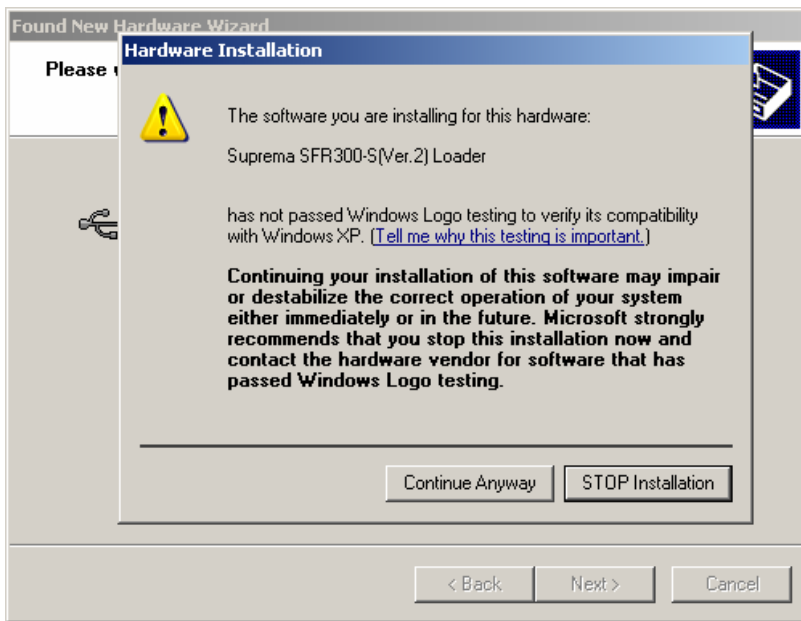 Found New Hardware Wizard
Hardware Installation
Please
The software you are installing for this hardware:
Suprema SFR300-S(Ver.2) Loader
has not passed Windows Logo testing to verify its compatibility
with Windows XP. (Tell me why this testing is important.)
Continuing your installation of this software may impair
or destabilize the correct operation of your system
either immediately or in the future. Microsoft strongly
recommends that you stop this installation now and
contact the hardware vendor for software that has
passed Windows Logo testing.
Continue Anyway STOP Installation
< Back Next > Cancel